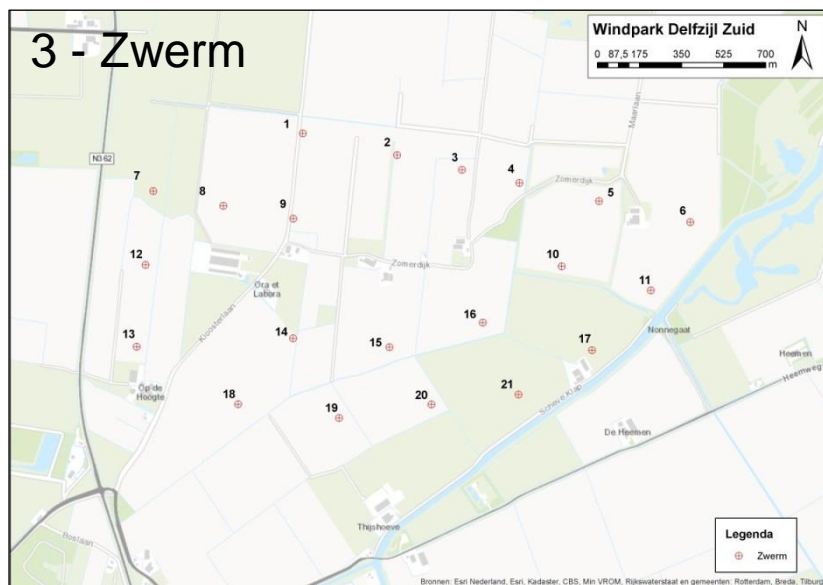 3 - Zwerm
Windpark Delfzijl Zuid
0 87,5 175 350 525 700
m
N
N362
Maarlaan
1
2
3
4
Zomerdijk
5
6
7
8
9
10
11
12
Zomerdijk
Ora et
Labora
Kloosterlaan
13
14
15
16
17
Nonnegaat
Heemen
Heemweg
Op de
Hoogte
18
19
20
21
Scheve Klap
De Heemen
Thijshoeve
Boslaan
Legenda
Zwerm
Bronnen: Esri Nederland, Esri, Kadaster, CBS, Min VROM, Rijkswaterstaat en gemeenten: Rotterdam, Breda, Tilburg